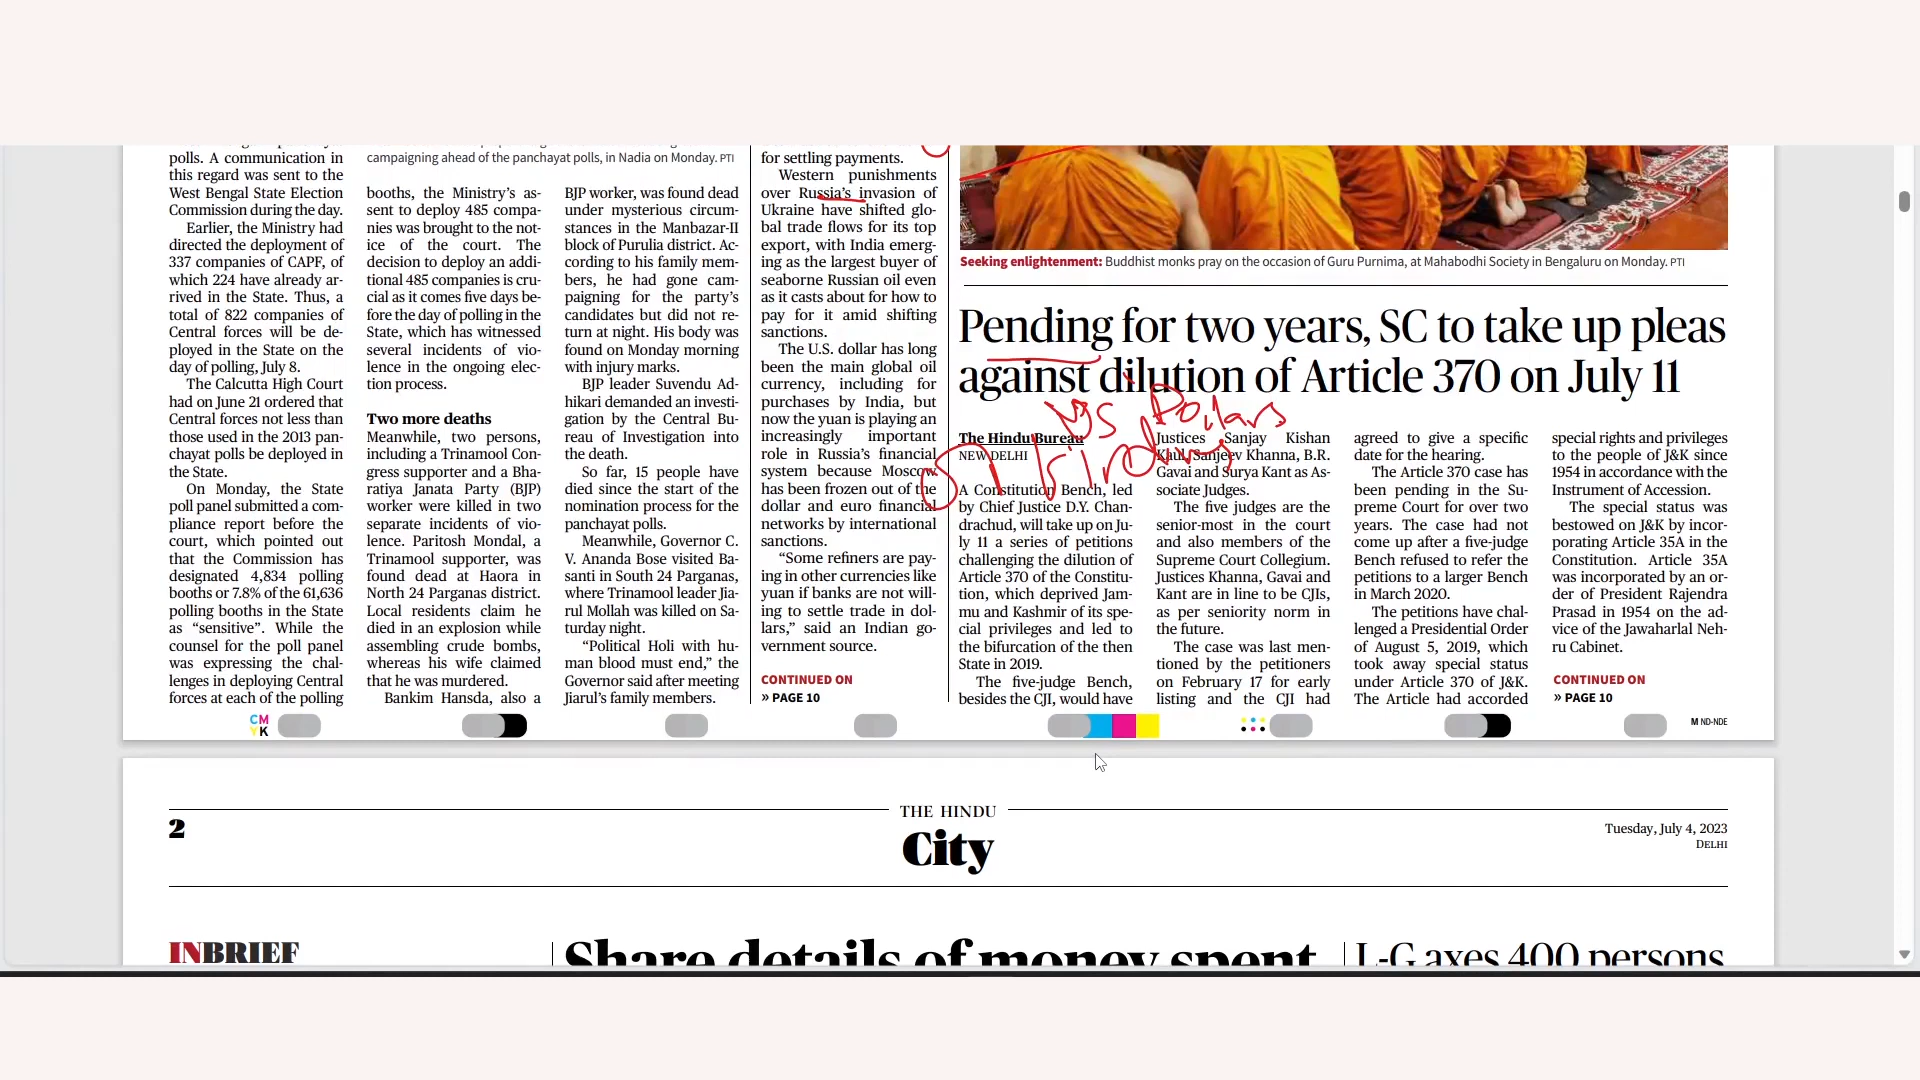 polls. A communication in
this regard was sent to the
West Bengal State Election
Commission during the day.
Earlier, the Ministry had
directed the deployment of
337 companies of CAPF, of
which 224 have already ar-
rived in the State. Thus, a
total of 822 companies of
Central forces will be de-
ployed in the State on the
day of polling, July 8.
The Calcutta High Court
had on June 21 ordered that
Central forces not less than
those used in the 2013 pan-
chayat polls be deployed in
the State.
On Monday, the State
poll panel submitted a com-
pliance report before the
court, which pointed out
that the Commission has
designated 4,834 polling
booths or 7.8% of the 61,636
polling booths in the State
as “sensitive”. While the
counsel for the poll panel
was expressing the chal-
lenges in deploying Central
forces at each of the polling
campaigning ahead of the panchayat polls, in Nadia on Monday. PTI
booths, the Ministry’s as-
sent to deploy 485 compa-
nies was brought to the not-
ice of the court. The
decision to deploy an addi-
tional 485 companies is cru-
cial as it comes five days be-
fore the day of polling in the
State, which has witnessed
several incidents of vio-
lence in the ongoing elec-
tion process.
Two more deaths
Meanwhile, two persons,
including a Trinamool Con-
gress supporter and a Bha-
ratiya Janata Party (BJP)
worker were killed in two
separate incidents of vio-
lence. Paritosh Mondal, a
Trinamool supporter, was
found dead at Haora in
North 24 Parganas district.
Local residents claim he
died in an explosion while
assembling crude bombs,
whereas his wife claimed
that he was murdered.
Bankim Hansda, also a
BJP worker, was found dead
under mysterious circum-
stances in the Manbazar-II
block of Purulia district. Ac-
cording to his family mem-
bers, he had gone cam-
paigning for the party’s
candidates but did not re-
turn at night. His body was
found on Monday morning
with injury marks.
BJP leader Suvendu Ad-
hikari demanded an investi-
gation by the Central Bu-
reau of Investigation into
the death.
So far, 15 people have
died since the start of the
nomination process for the
panchayat polls.
Meanwhile, Governor C.
V. Ananda Bose visited Ba-
santi in South 24 Parganas,
where Trinamool leader Jia-
rul Mollah was killed on Sa-
turday night.
“Political Holi with hu-
man blood must end,” the
Governor said after meeting
Jiarul’s family members.
for settling payments.
Western punishments
over Russia’s invasion of
Ukraine have shifted glo-
bal trade flows for its top
export, with India emerg-
ing as the largest buyer of
seaborne Russian oil even
as it casts about for how to
pay for it amid shifting
sanctions.
The U.S. dollar has long
been the main global oil
currency, including for
purchases by India, but
now the yuan is playing an
increasingly important
role in Russia’s financial
system because Moscow
has been frozen out of the
dollar and euro financial
networks by international
sanctions.
“Some refiners are pay-
ing in other currencies like
yuan if banks are not will-
ing to settle trade in dol-
lars,” said an Indian go-
vernment source.
CONTINUED ON
» PAGE 10
Seeking enlightenment: Buddhist monks pray on the occasion of Guru Purnima, at Mahabodhi Society in Bengaluru on Monday. PTI
Pending for two years, SC to take up pleas
against dilution of Article 370 on July 11
US Dollars
The Hindu Bureau
NEW DELHI
A Constitution Bench, led
by Chief Justice D.Y. Chan-
drachud, will take up on Ju-
ly 11 a series of petitions
challenging the dilution of
Article 370 of the Constitu-
tion, which deprived Jam-
mu and Kashmir of its spe-
cial privileges and led to
the bifurcation of the then
State in 2019.
The five-judge Bench,
besides the CJI, would have
Justices Sanjay Kishan
Kaul, Sanjeev Khanna, B.R.
Gavai and Surya Kant as As-
sociate Judges.
The five judges are the
senior-most in the court
and also members of the
Supreme Court Collegium.
Justices Khanna, Gavai and
Kant are in line to be CJIs,
as per seniority norm in
the future.
The case was last men-
tioned by the petitioners
on February 17 for early
listing and the CJI had
agreed to give a specific
date for the hearing.
The Article 370 case has
been pending in the Su-
preme Court for over two
years. The case had not
come up after a five-judge
Bench refused to refer the
petitions to a larger Bench
in March 2020.
The petitions have chal-
lenged a Presidential Order
of August 5, 2019, which
took away special status
under Article 370 of J&K.
The Article had accorded
special rights and privileges
to the people of J&K since
1954 in accordance with the
Instrument of Accession.
The special status was
bestowed on J&K by incor-
porating Article 35A in the
Constitution. Article 35A
was incorporated by an or-
der of President Rajendra
Prasad in 1954 on the ad-
vice of the Jawaharlal Neh-
ru Cabinet.
CONTINUED ON
» PAGE 10
CM
YK
M ND-NDE
THE HINDU
2
City
Tuesday, July 4, 2023
DELHI
INBRIEF
Share details of money spent
L-G axes 400 persons